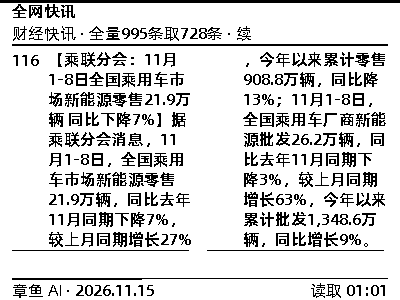 全网快讯
财经快讯 · 全量995条取728条 · 续
116 【乘联分会：11月
1-8日全国乘用车市
场新能源零售21.9万
辆 同比下降7%】据
乘联分会消息，11
月1-8日，全国乘用
车市场新能源零售
21.9万辆，同比去年
11月同期下降7%，
较上月同期增长27%
，今年以来累计零售
908.8万辆，同比降
13%；11月1-8日，
全国乘用车厂商新能
源批发26.2万辆，同
比去年11月同期下
降3%，较上月同期
增长63%，今年以来
累计批发1,348.6万
辆，同比增长9%。
章鱼 AI · 2026.11.15
读取 01:01